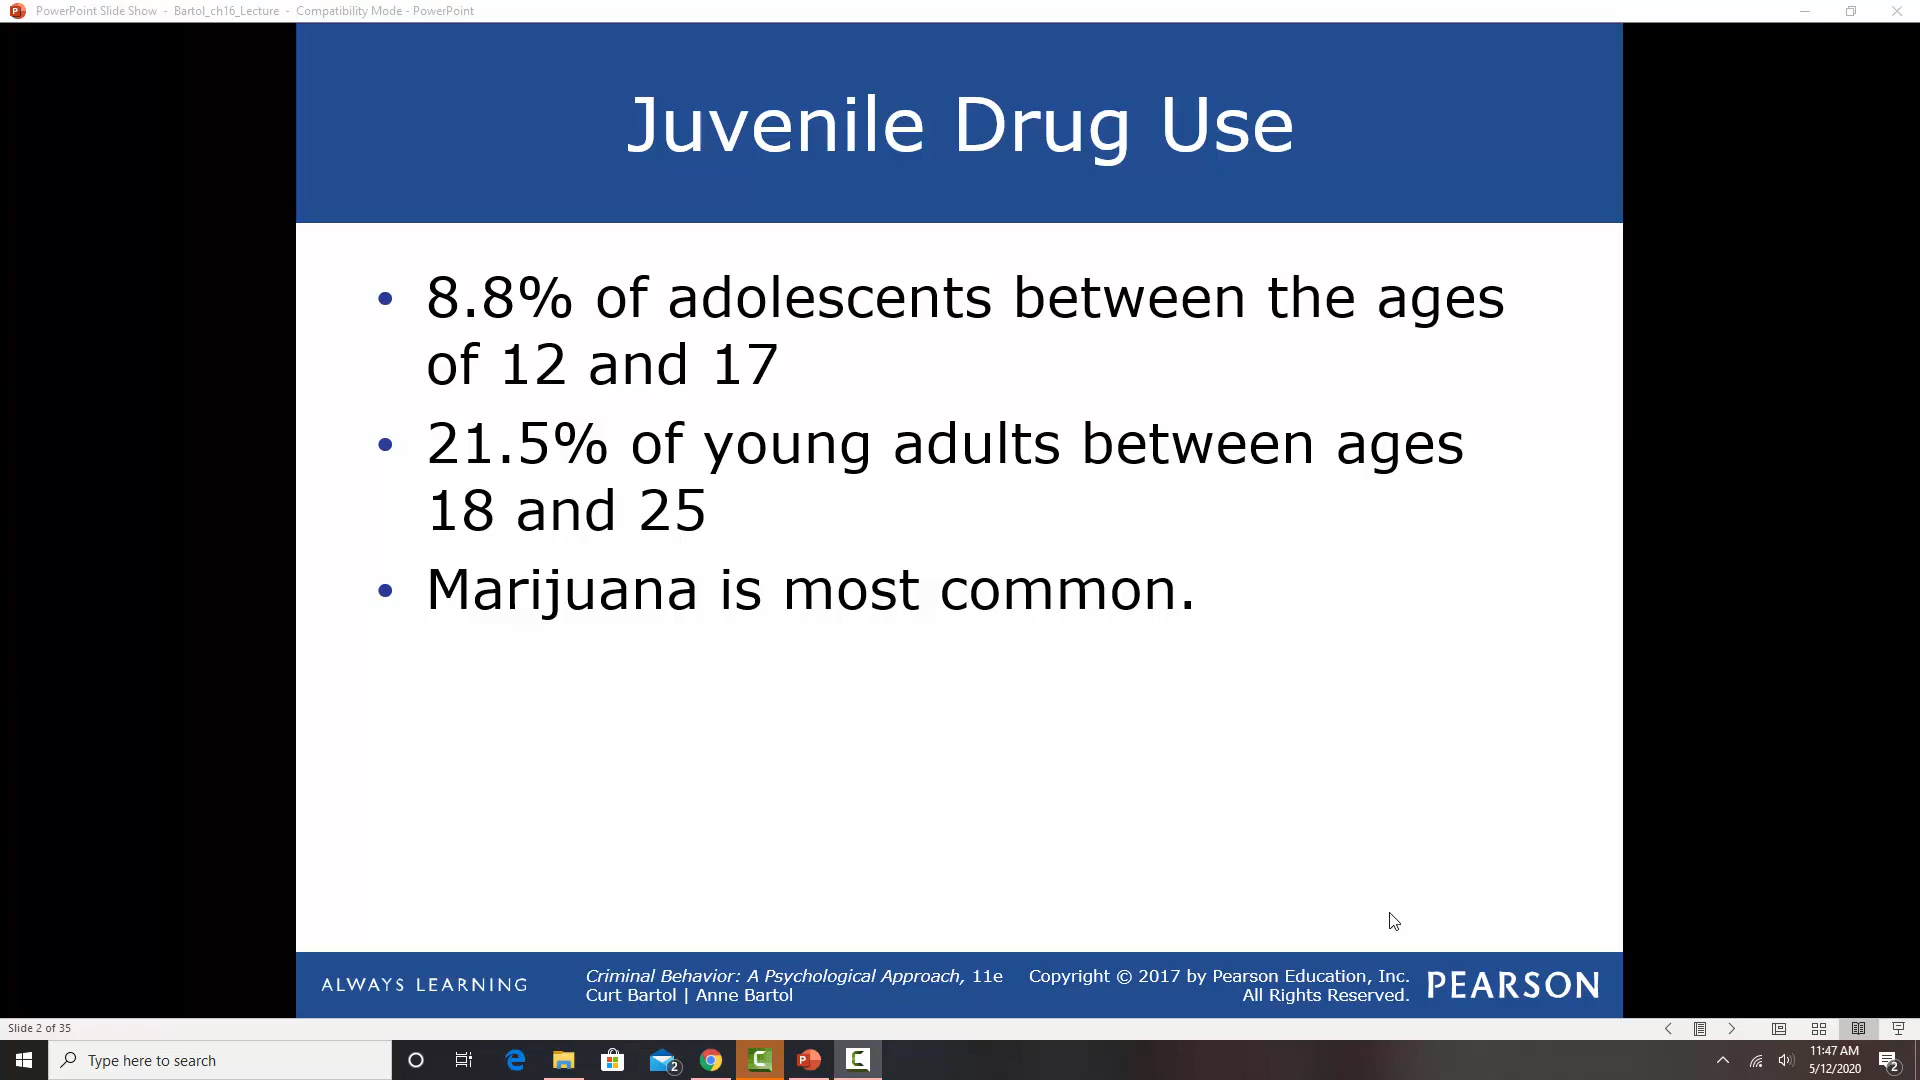 PowerPoint Slide Show - Bartol_ch16_Lecture - Compatibility Mode - PowerPoint
Juvenile Drug Use
• 8.8% of adolescents between the ages
of 12 and 17
• 21.5% of young adults between ages
18 and 25
• Marijuana is most common.
ALWAYS LEARNING
Criminal Behavior: A Psychological Approach, 11e
Curt Bartol | Anne Bartol
Copyright © 2017 by Pearson Education, Inc.
All Rights Reserved.
PEARSON
Slide 2 of 35
Type here to search
2
11:47 AM
5/12/2020
2